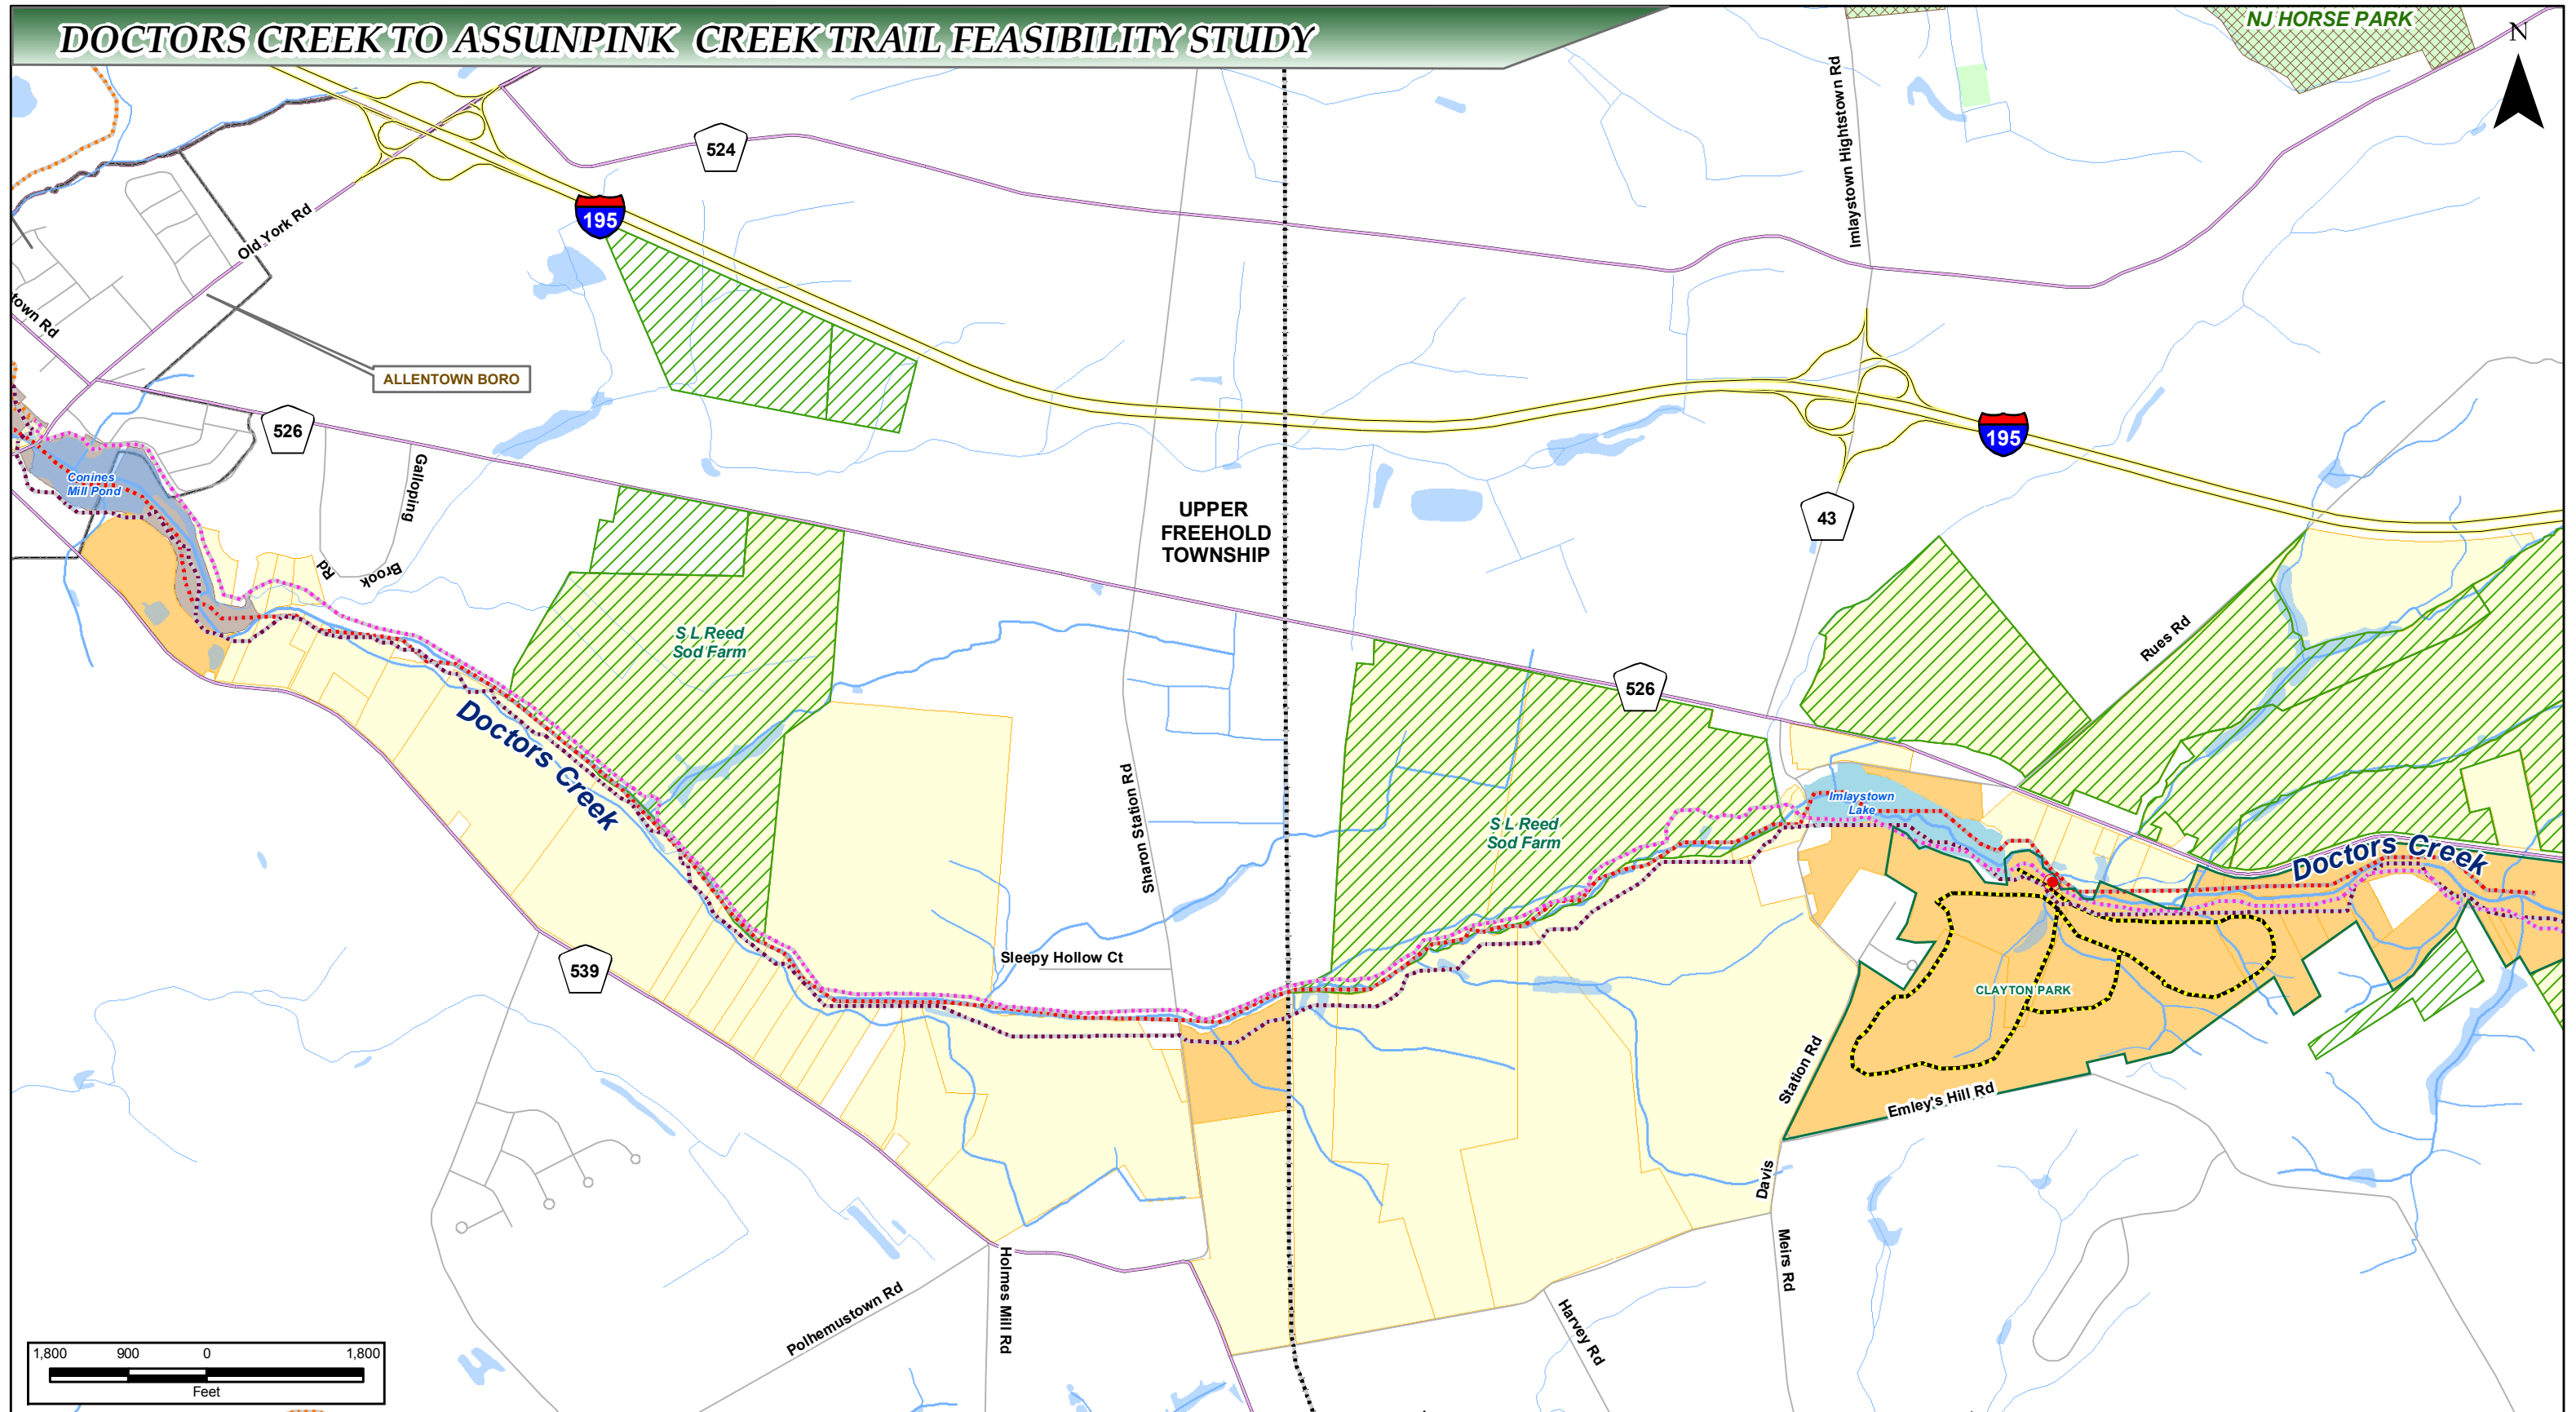 DOCTORS CREEK TO ASSUNPINK CREEK TRAIL FEASIBILITY STUDY
NJ HORSE PARK
N
Imlaystown Hightstown Rd
524
195
Old York Rd
town Rd
ALLENTOWN BORO
526
195
Galloping
Brook
Rd
Conines
Mill Pond
UPPER
FREEHOLD
TOWNSHIP
43
S L Reed
Sod Farm
Rues Rd
526
Doctors Creek
Sharon Station Rd
Imlaystown
Lake
S L Reed
Sod Farm
Doctors Creek
539
Sleepy Hollow Ct
CLAYTON PARK
Station Rd
Emley's Hill Rd
Davis
Meirs Rd
Holmes Mill Rd
Polhemustown Rd
Harvey Rd
1,800 900 0 1,800
Feet